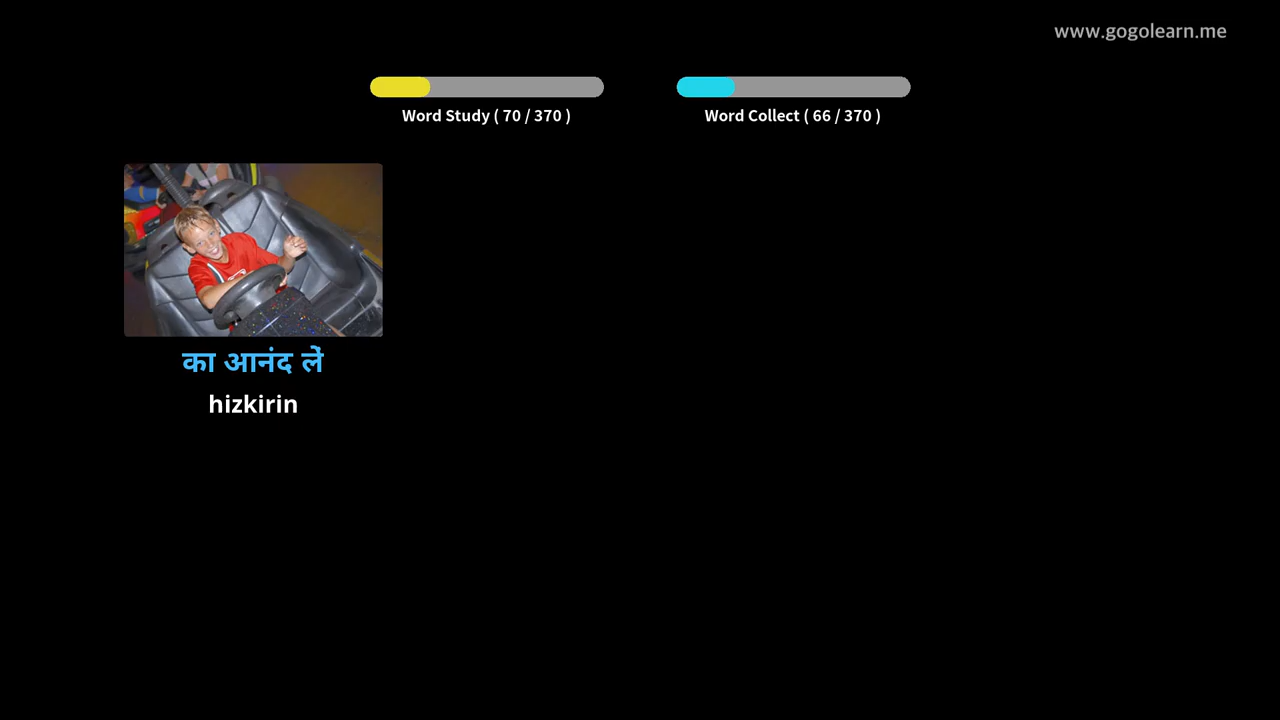 www.gogolearn.me
Word Study ( 70 / 370 )
Word Collect ( 66 / 370 )
का आनंद लें
hizkirin